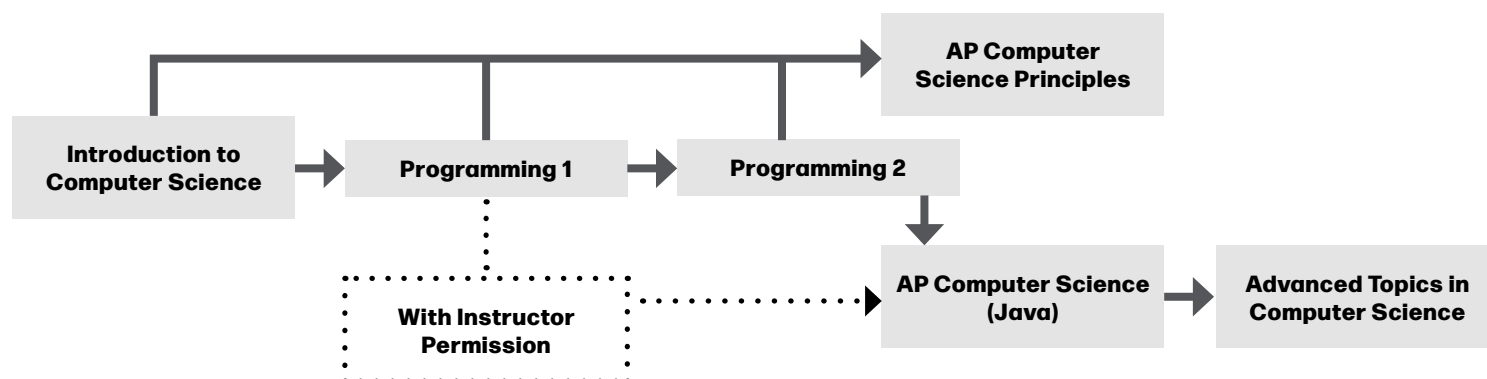 AP Computer
Science Principles
Introduction to
Computer Science
Programming 1
Programming 2
With Instructor
Permission
AP Computer Science
(Java)
Advanced Topics in
Computer Science